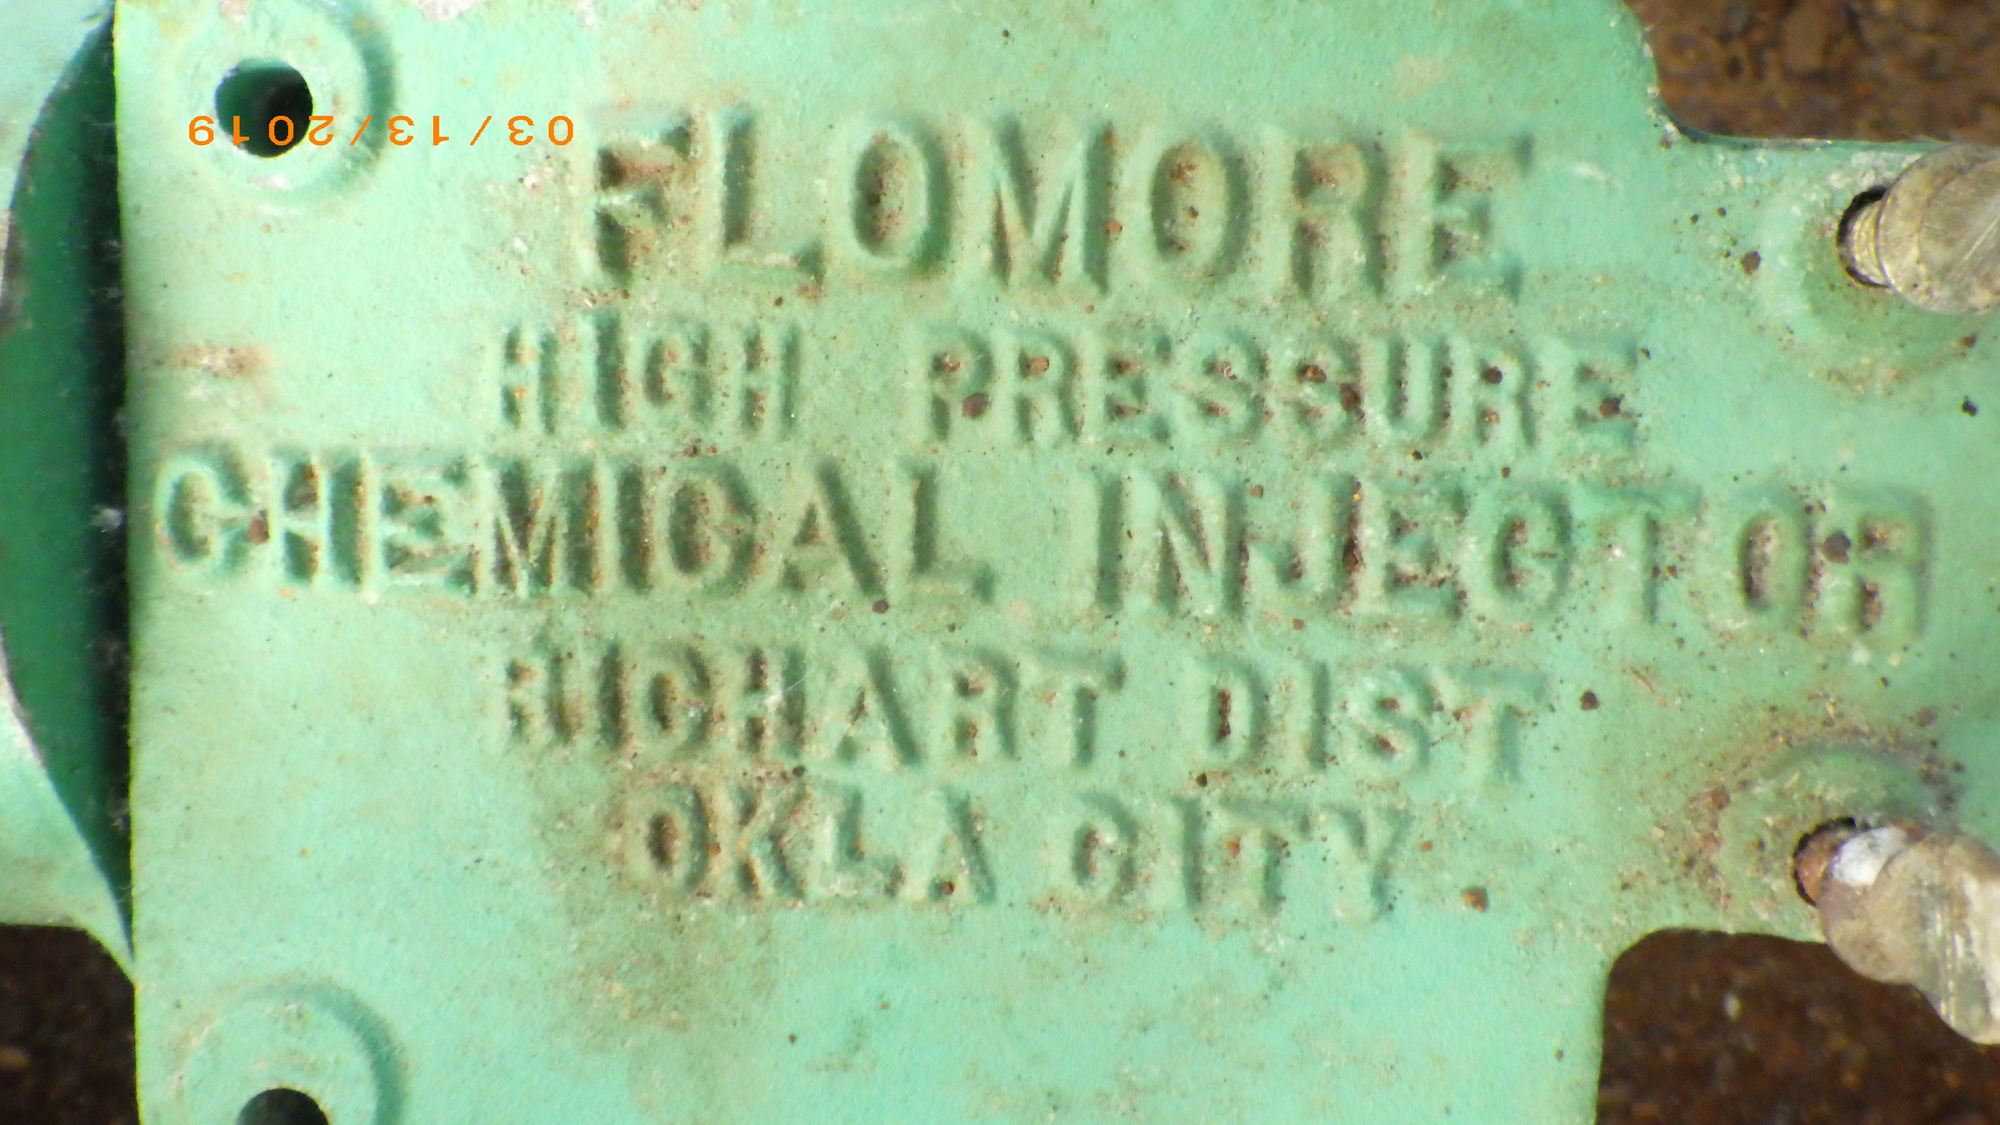 03/13/2019
FLOMORE
HIGH PRESSURE
CHEMICAL INJECTOR
RICHART DIST
OKLA CITY